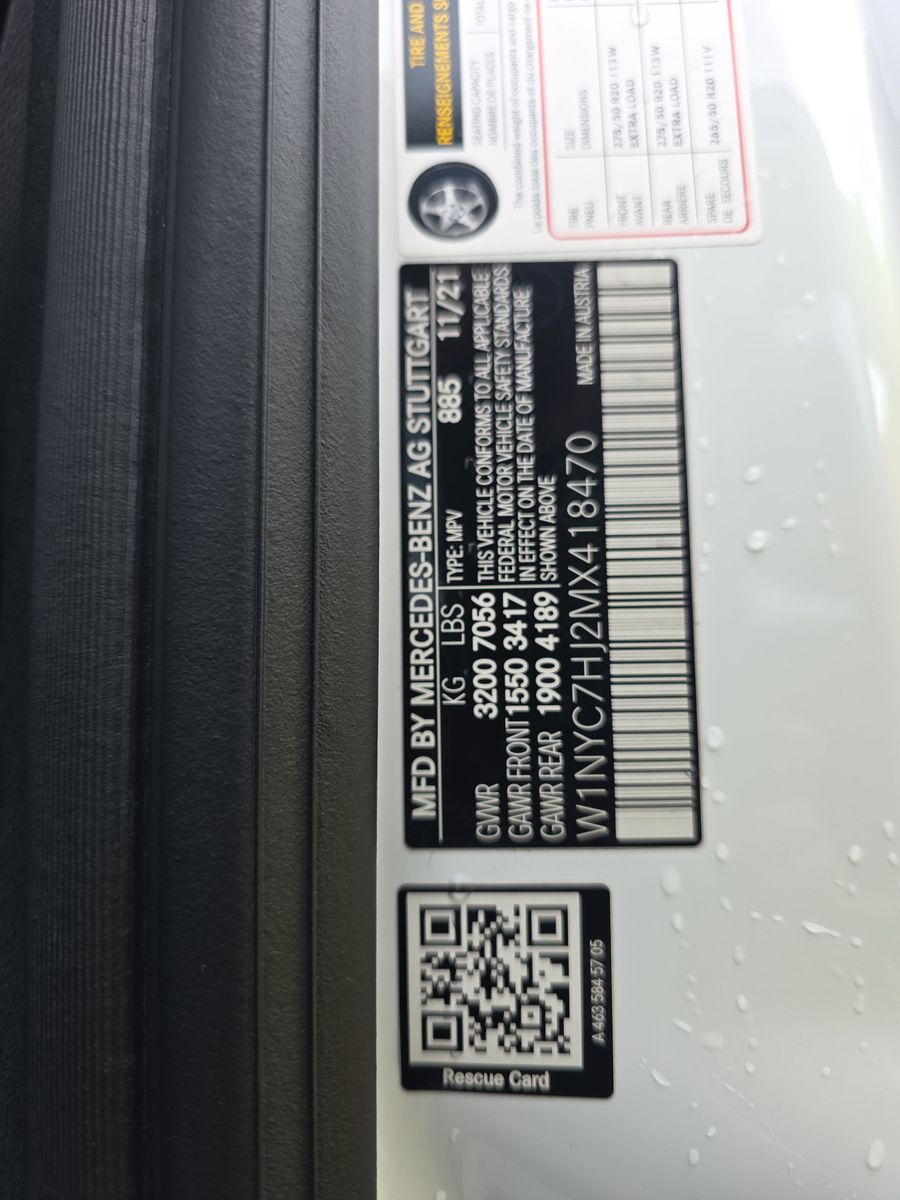 TIRE AND
RENSEIGNEMENTS
SEATING CAPACITY
NOMBRE DE PLACES
TOTAL
The combined weight of occupants and cargo
La poids total des occupants et du chargement ne
TIRE
PNEU
SIZE
DIMENSIONS
FRONT
AVANT
275/50 R20 113W
EXTRA LOAD
REAR
ARRIÈRE
275/50 R20 113W
EXTRA LOAD
SPARE
DE SECOURS
265/50 R20 111V
MFD BY MERCEDES-BENZ AG STUTTGART
KG LBS
TYPE: MPV 885 11/21
GVWR 3200 7056
GAWR FRONT 1550 3417
GAWR REAR 1900 4189
THIS VEHICLE CONFORMS TO ALL APPLICABLE
FEDERAL MOTOR VEHICLE SAFETY STANDARDS
IN EFFECT ON THE DATE OF MANUFACTURE
SHOWN ABOVE
W1NYC7HJ2MX418470 MADE IN AUSTRIA
Rescue Card
A 463 584 57 05